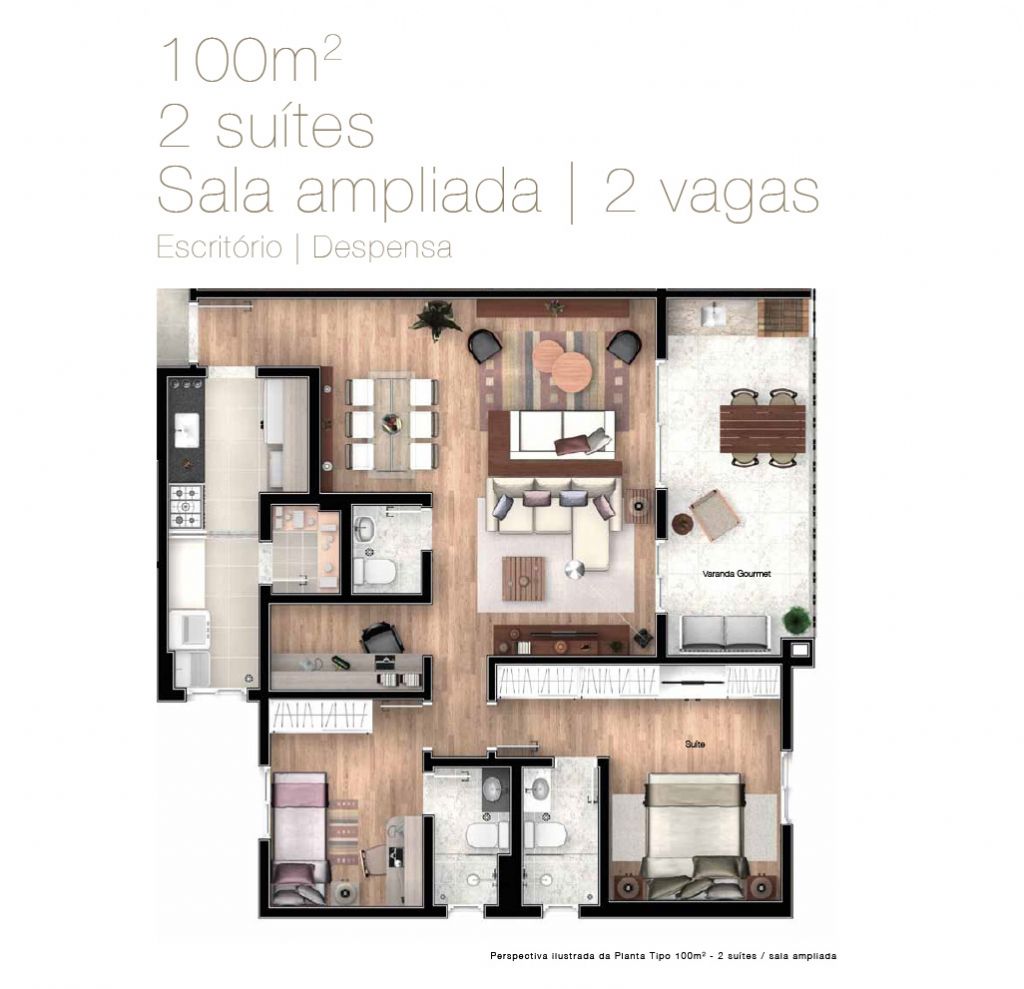 100m²
2 suítes
Sala ampliada | 2 vagas
Escritório | Despensa
Varanda Gourmet
Suíte
Perspectiva ilustrada da Planta Tipo 100m² - 2 suítes / sala ampliada